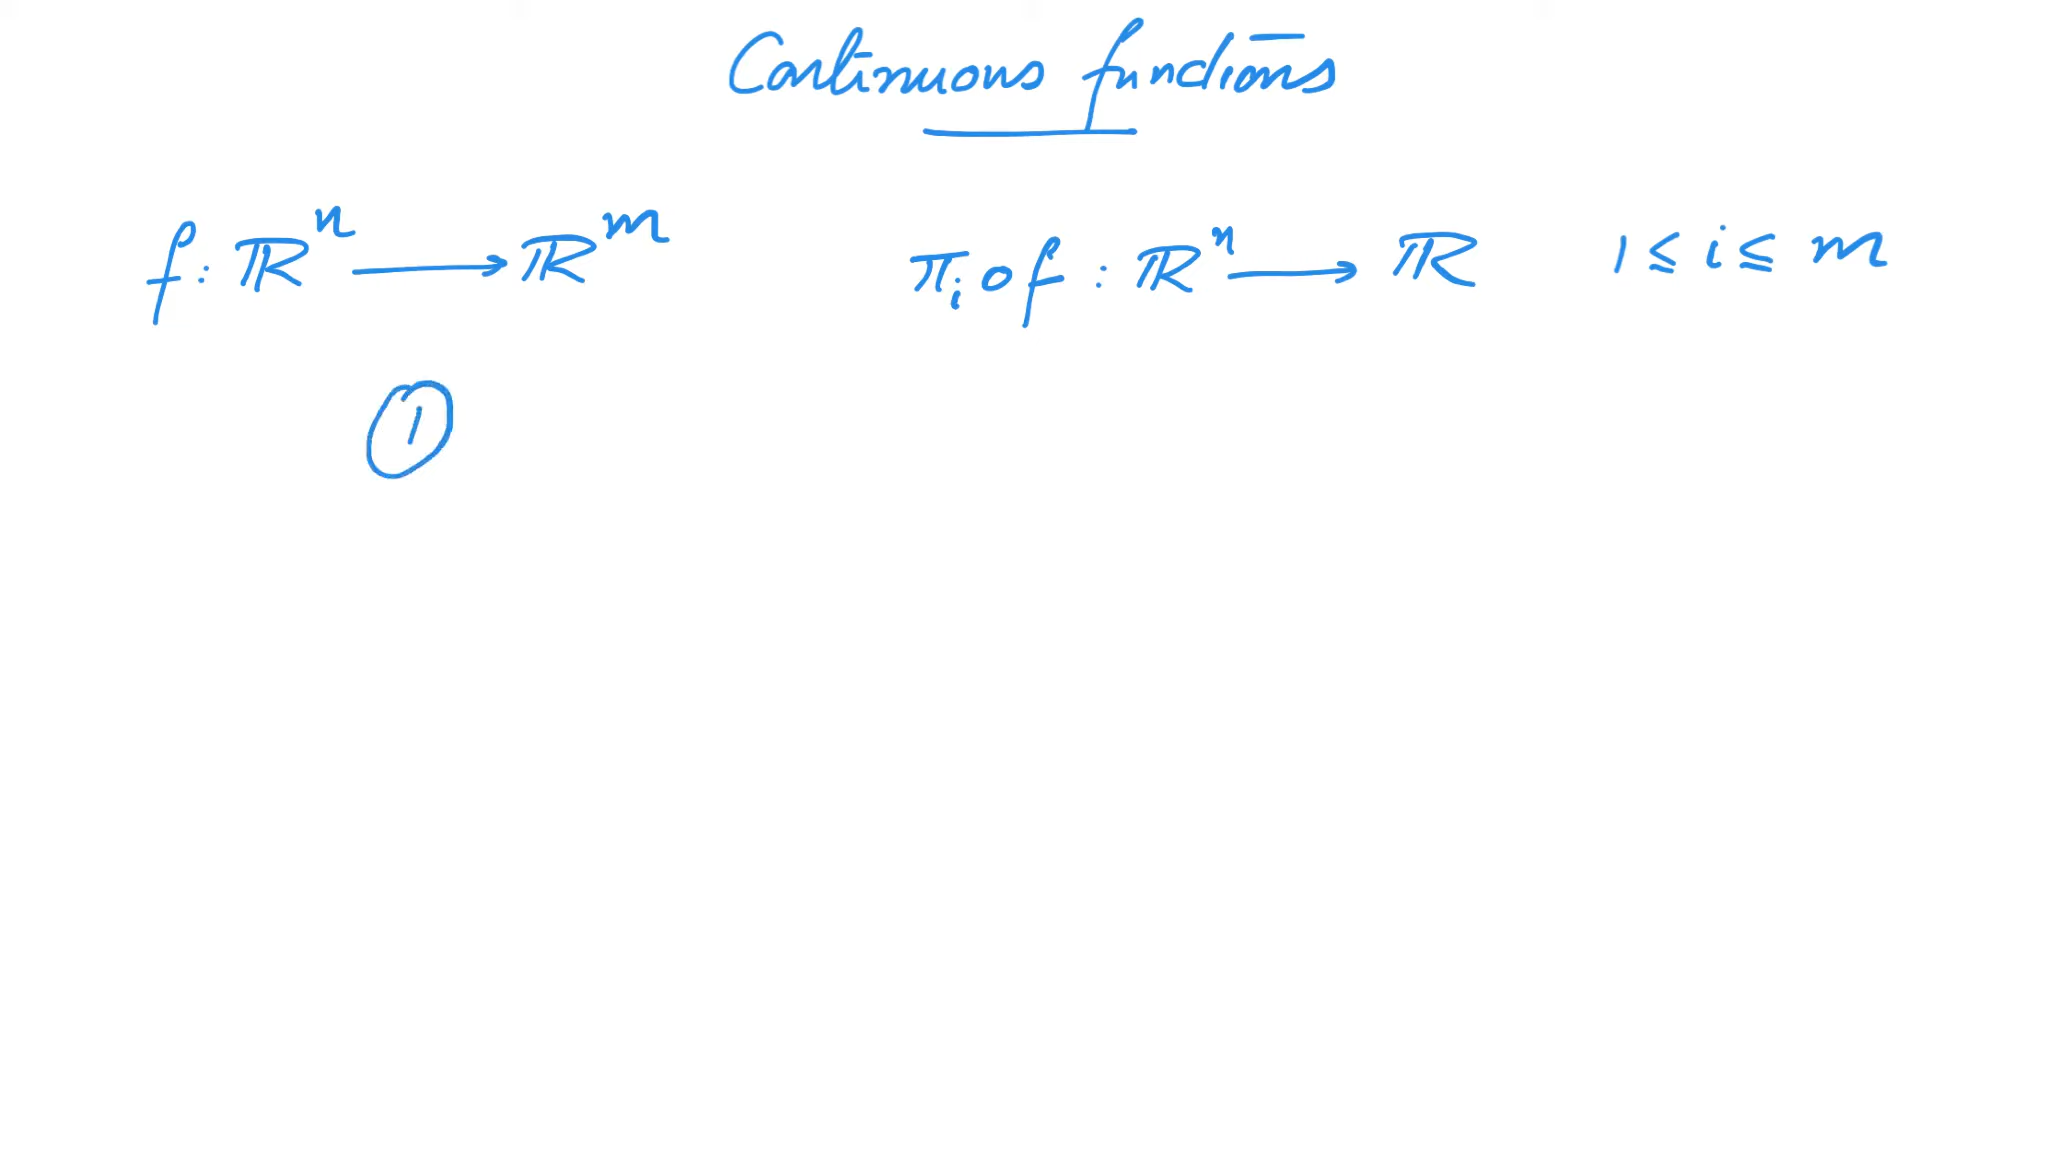 Continuous functions
f: ℝⁿ ⟶ ℝᵐ    πᵢ∘f : ℝⁿ ⟶ ℝ    1 ≤ i ≤ m
①